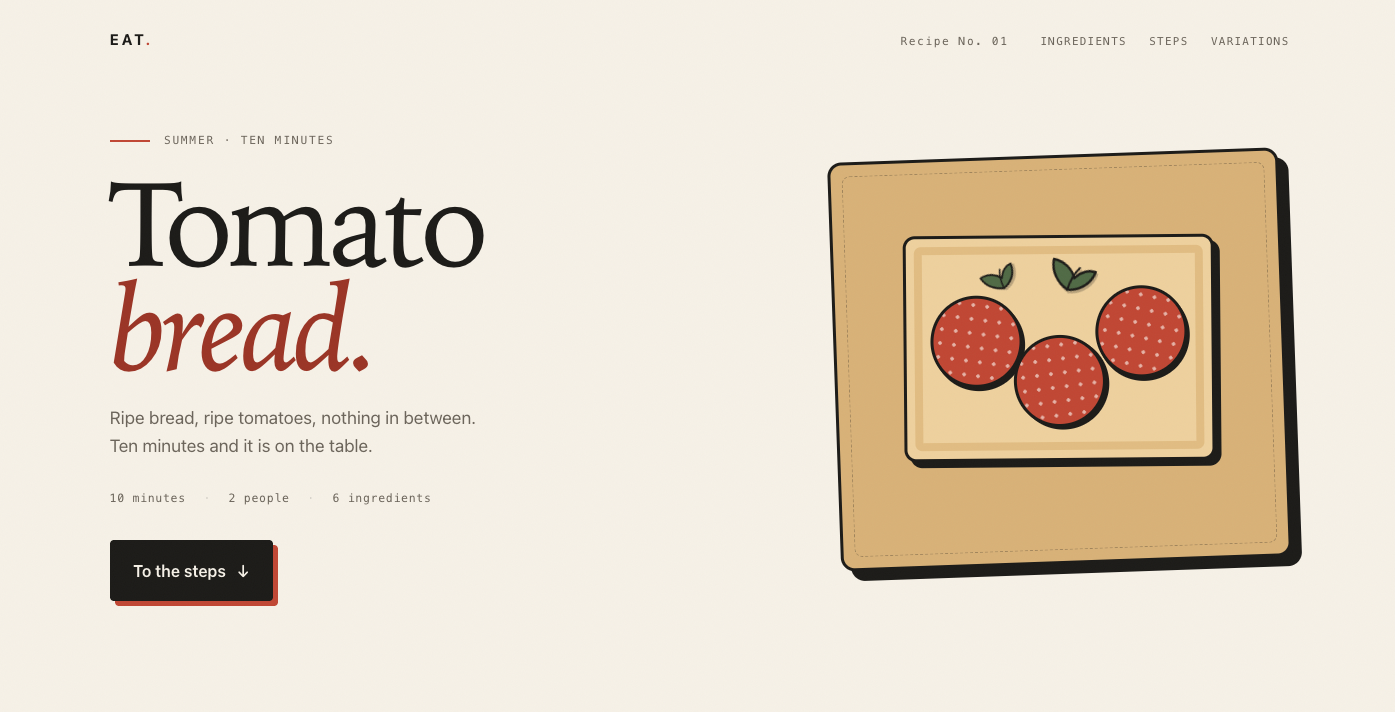 EAT.
Recipe No. 01 INGREDIENTS STEPS VARIATIONS
SUMMER · TEN MINUTES
Tomato
bread.
Ripe bread, ripe tomatoes, nothing in between.
Ten minutes and it is on the table.
10 minutes · 2 people · 6 ingredients
To the steps ↓